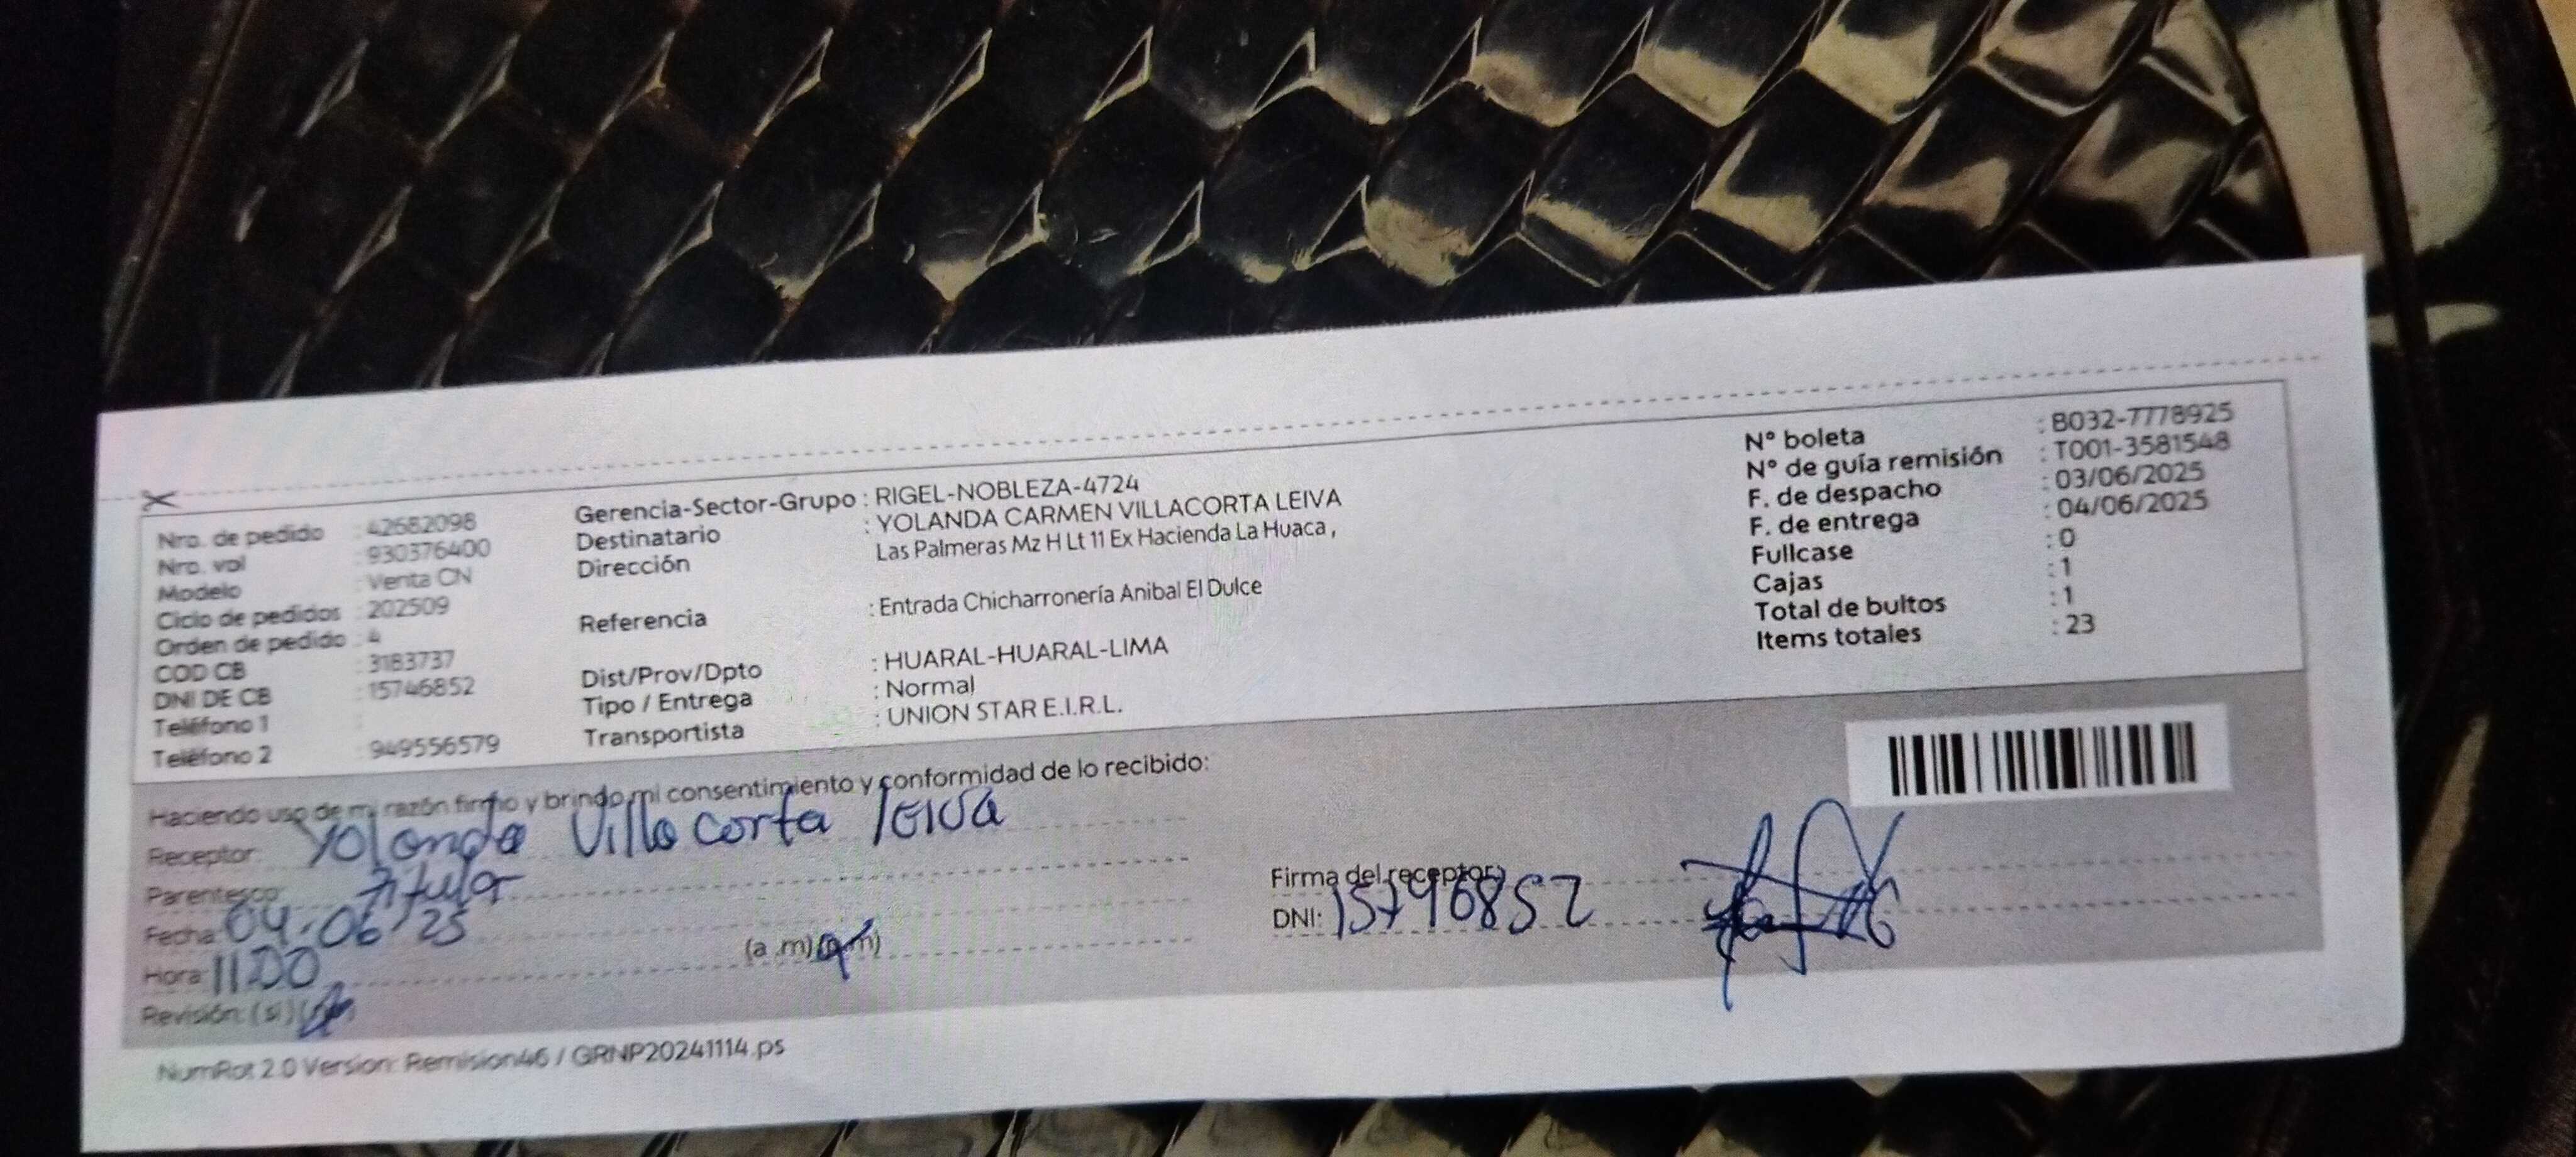 Nro. de pedido : 42682098
Nro. vol : 930376400
Modelo : Venta CN
Ciclo de pedidos : 202509
Orden de pedido : 4
COD CB : 3183737
DNI DE CB : 15746852
Teléfono 1 :
Teléfono 2 : 949556579
Gerencia-Sector-Grupo : RIGEL-NOBLEZA-4724
Destinatario : YOLANDA CARMEN VILLACORTA LEIVA
Dirección Las Palmeras Mz H Lt 11 Ex Hacienda La Huaca ,
Referencia : Entrada Chicharronería Anibal El Dulce
Dist/Prov/Dpto : HUARAL-HUARAL-LIMA
Tipo / Entrega : Normal
Transportista : UNION STAR E.I.R.L.
N° boleta : B032-7778925
N° de guía remisión : T001-3581548
F. de despacho : 03/06/2025
F. de entrega : 04/06/2025
Fullcase : 0
Cajas : 1
Total de bultos : 1
Items totales : 23
Haciendo uso de mi razón firmo y brindo mi consentimiento y conformidad de lo recibido:
Receptor: Yolanda Villacorta leiva
Parentesco: titular
Fecha: 04.06/25
Hora: 11:00 (a .m) (p.m)
Revisión: ( si ) (no)
Firma del receptor:
DNI: 15746852
NumRot 2.0 Version: Remision46 / GRNP20241114.ps